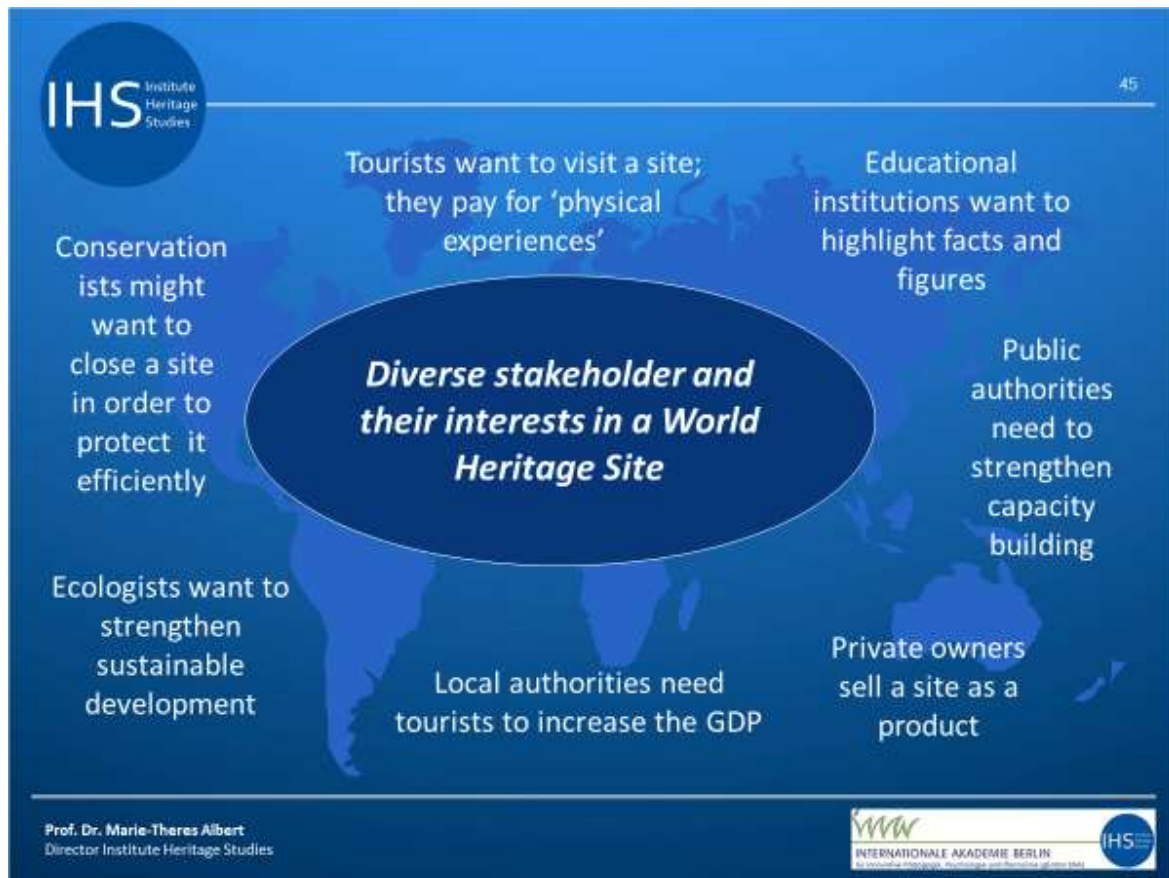 IHS
Institute
Heritage
Studies
45
Tourists want to visit a site;
they pay for ‘physical
experiences’
Educational
institutions want to
highlight facts and
figures
Conservation
ists might
want to
close a site
in order to
protect it
efficiently
Diverse stakeholder and
their interests in a World
Heritage Site
Public
authorities
need to
strengthen
capacity
building
Ecologists want to
strengthen
sustainable
development
Local authorities need
tourists to increase the GDP
Private owners
sell a site as a
product
Prof. Dr. Marie-Theres Albert
Director Institute Heritage Studies
INTERNATIONALE AKADEMIE BERLIN
IHS